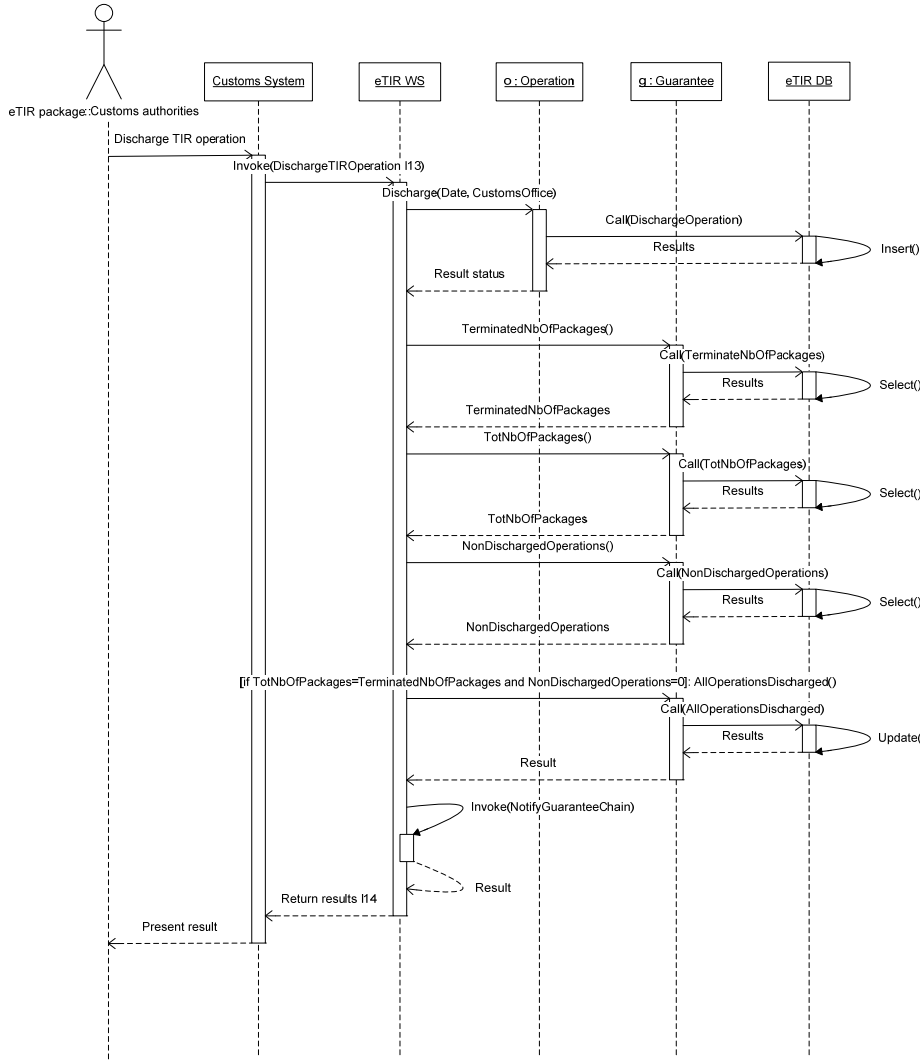 Customs System
eTIR WS
o : Operation
g : Guarantee
eTIR DB
eTIR package::Customs authorities
Discharge TIR operation
Invoke(DischargeTIROperation I13)
Discharge(Date, CustomsOffice)
Call(DischargeOperation)
Results
Insert()
Result status
TerminatedNbOfPackages()
Call(TerminateNbOfPackages)
Results
Select()
TerminatedNbOfPackages
TotNbOfPackages()
Call(TotNbOfPackages)
Results
Select()
TotNbOfPackages
NonDischargedOperations()
Call(NonDischargedOperations)
Results
Select()
NonDischargedOperations
[if TotNbOfPackages=TerminatedNbOfPackages and NonDischargedOperations=0]: AllOperationsDischarged()
Call(AllOperationsDischarged)
Results
Update(
Result
Invoke(NotifyGuaranteeChain)
Result
Return results I14
Present result